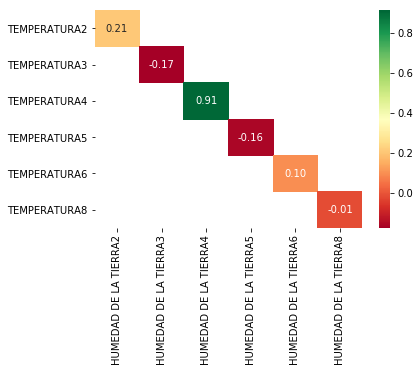 TEMPERATURA2
TEMPERATURA3
TEMPERATURA4
TEMPERATURA5
TEMPERATURA6
TEMPERATURA8
0.21
-0.17
0.91
-0.16
0.10
-0.01
HUMEDAD DE LA TIERRA2
HUMEDAD DE LA TIERRA3
HUMEDAD DE LA TIERRA4
HUMEDAD DE LA TIERRA5
HUMEDAD DE LA TIERRA6
HUMEDAD DE LA TIERRA8
0.8
0.6
0.4
0.2
0.0